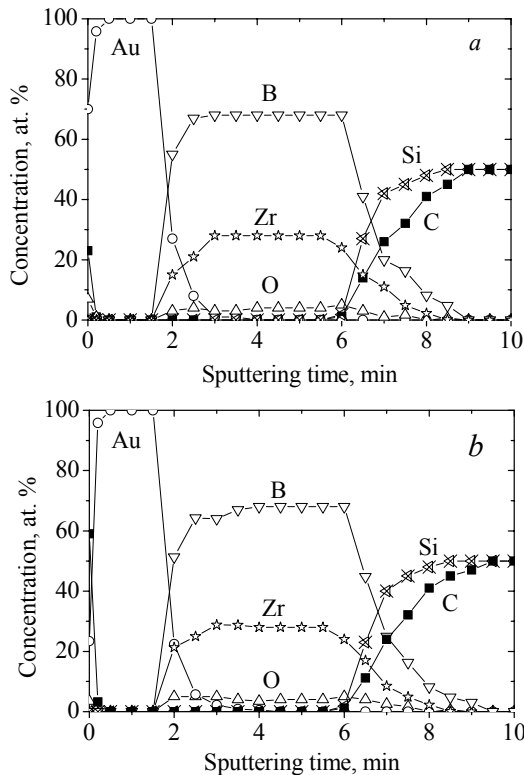 a
Concentration, at. %
100
80
60
40
20
0
Au
B
Si
Zr
C
O
0 2 4 6 8 10
Sputtering time, min
b
Concentration, at. %
100
80
60
40
20
0
Au
B
Si
Zr
C
O
0 2 4 6 8 10
Sputtering time, min